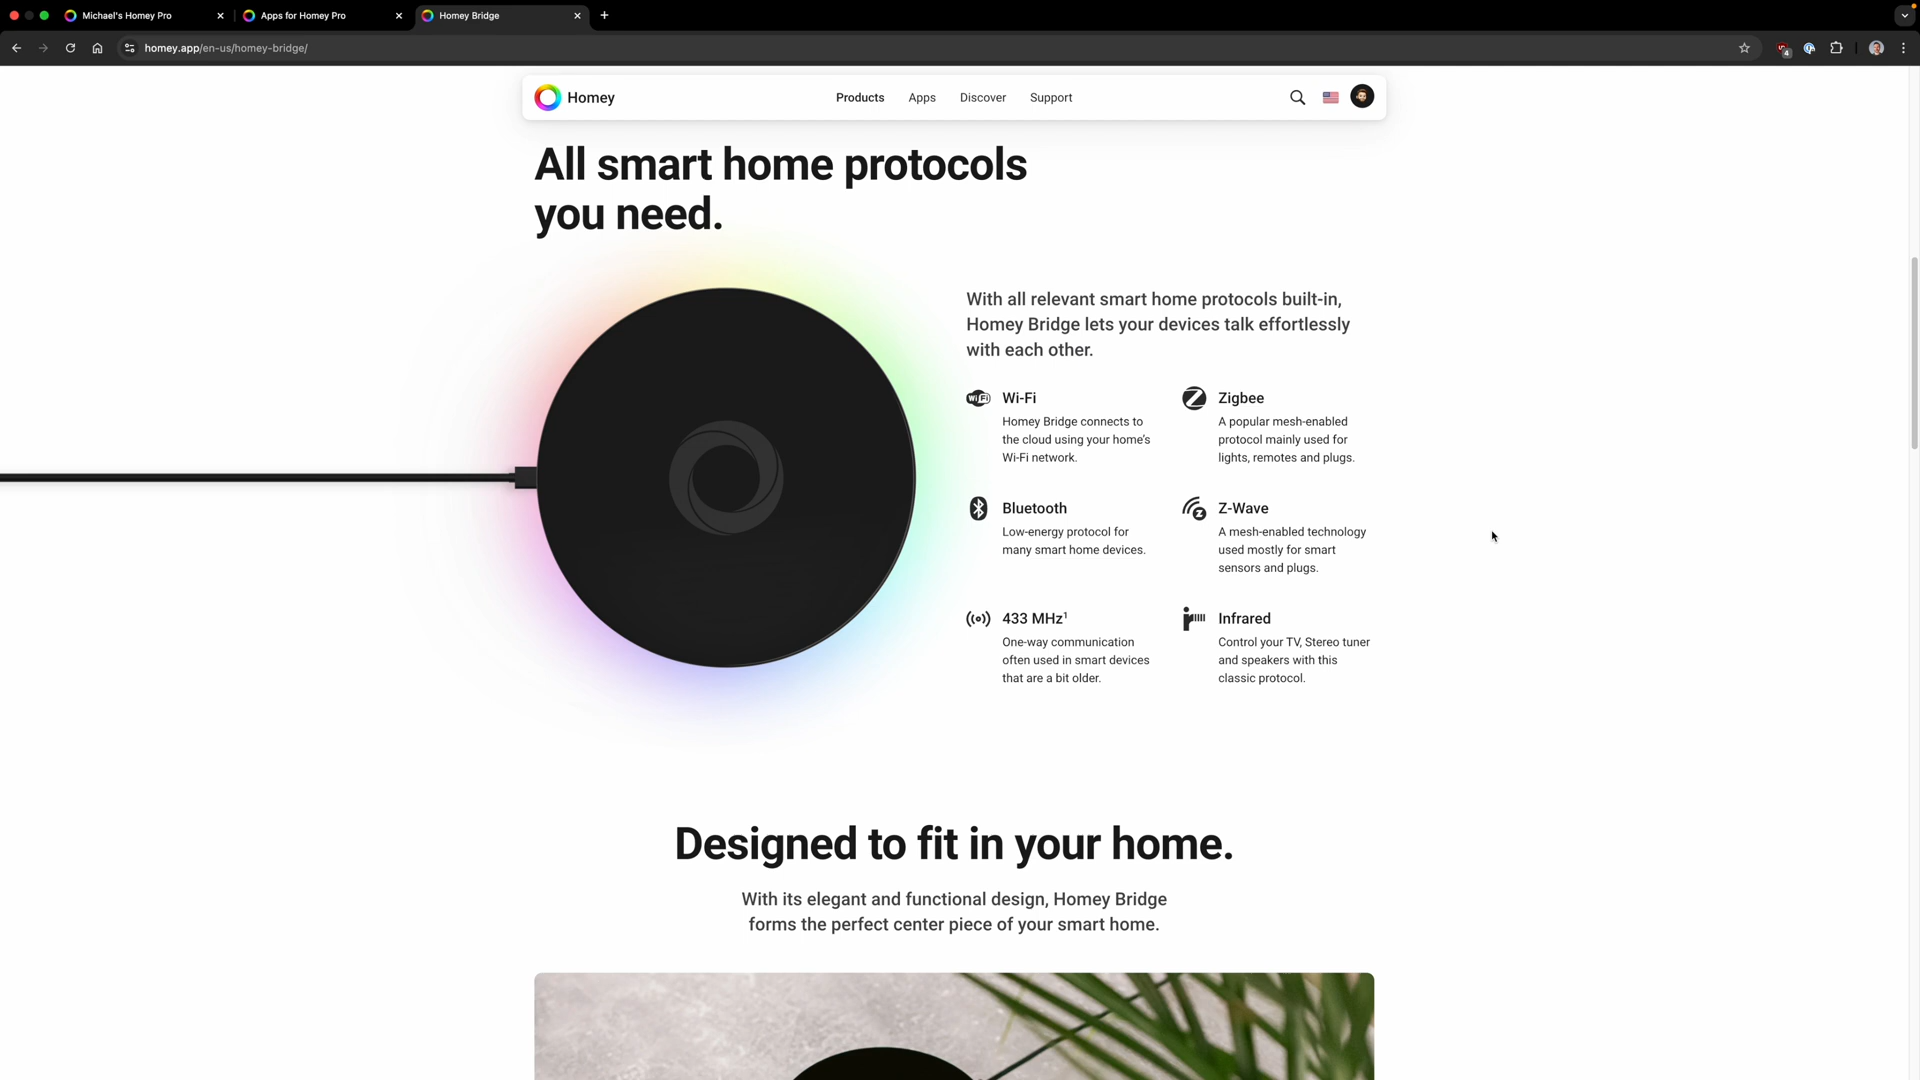 Michael's Homey Pro
Apps for Homey Pro
Homey Bridge
homey.app/en-us/homey-bridge/
4
Homey
Products
Apps
Discover
Support
All smart home protocols
you need.
With all relevant smart home protocols built-in,
Homey Bridge lets your devices talk effortlessly
with each other.
WiFi
Wi-Fi
Homey Bridge connects to
the cloud using your home's
Wi-Fi network.
Zigbee
A popular mesh-enabled
protocol mainly used for
lights, remotes and plugs.
Bluetooth
Low-energy protocol for
many smart home devices.
Z-Wave
A mesh-enabled technology
used mostly for smart
sensors and plugs.
433 MHz¹
One-way communication
often used in smart devices
that are a bit older.
Infrared
Control your TV, Stereo tuner
and speakers with this
classic protocol.
Designed to fit in your home.
With its elegant and functional design, Homey Bridge
forms the perfect center piece of your smart home.